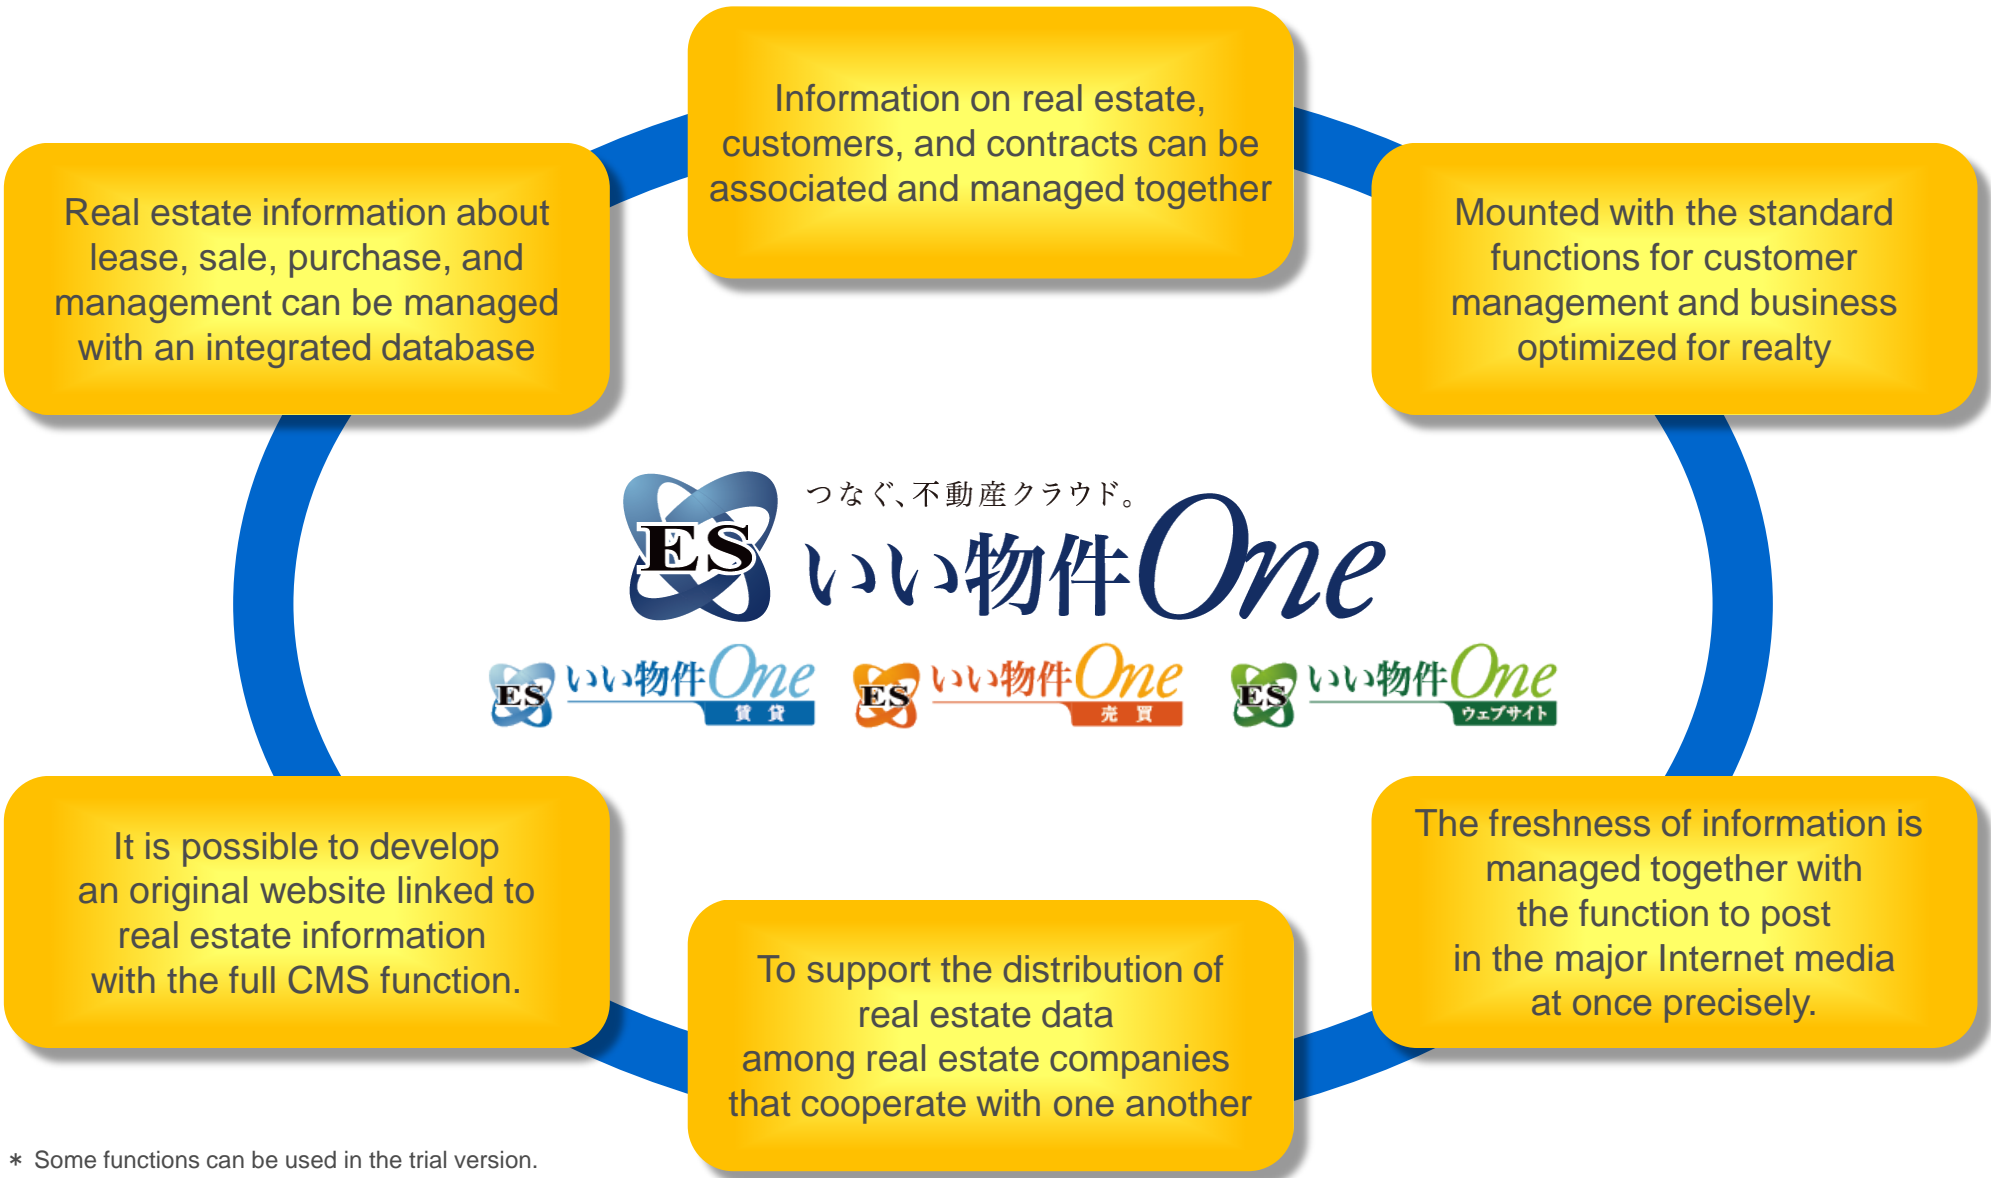 Information on real estate,
customers, and contracts can be
associated and managed together
Real estate information about
lease, sale, purchase, and
management can be managed
with an integrated database
Mounted with the standard
functions for customer
management and business
optimized for realty
ES
つなぐ、不動産クラウド。
いい物件One
ES
いい物件One
賃貸
ES
いい物件One
売買
ES
いい物件One
ウェブサイト
It is possible to develop
an original website linked to
real estate information
with the full CMS function.
To support the distribution of
real estate data
among real estate companies
that cooperate with one another
The freshness of information is
managed together with
the function to post
in the major Internet media
at once precisely.
* Some functions can be used in the trial version.